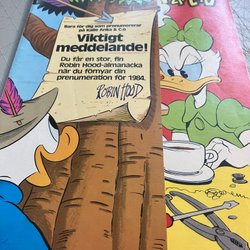 Bara för dig som prenumererar
på Kalle Anka & C:o
Viktigt
meddelande!
Du får en stor, fin
Robin Hood-almanacka
när du förnyar din
prenumeration för 1984.
ROBIN HOOD